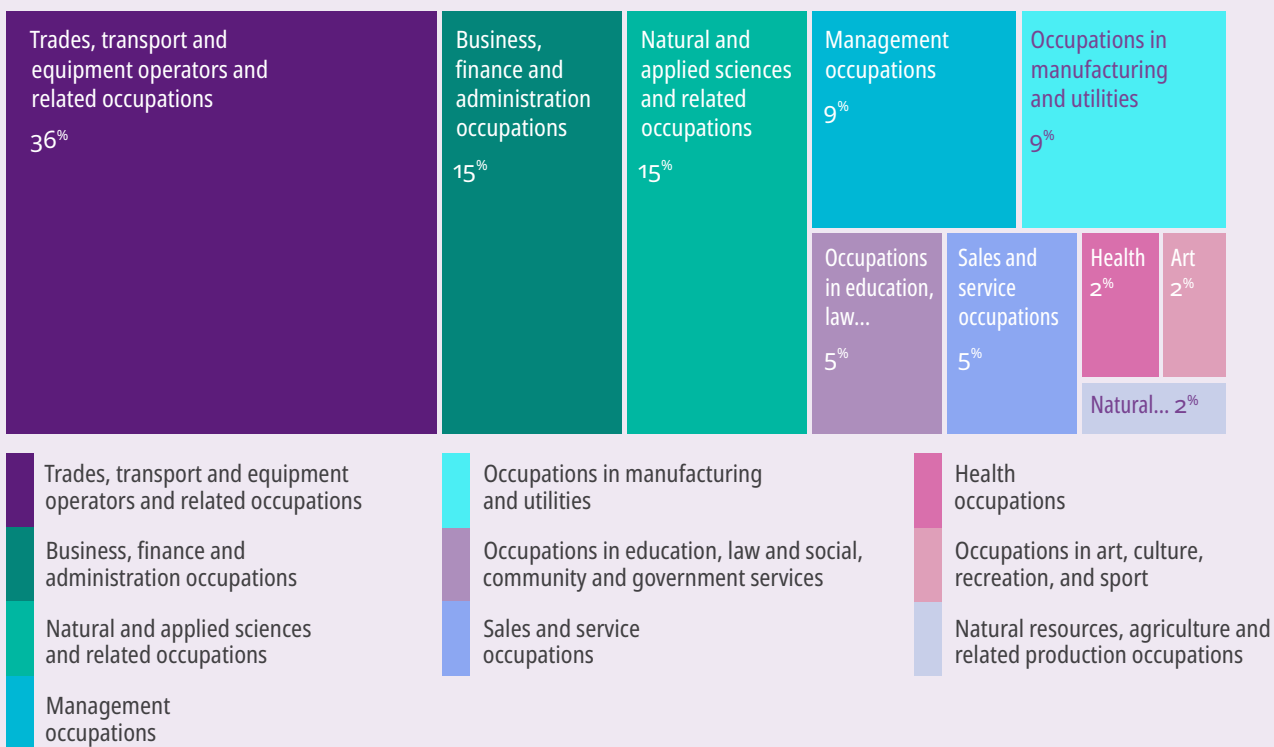 Trades, transport and
equipment operators and
related occupations
36%
Business,
finance and
administration
occupations
15%
Natural and
applied sciences
and related
occupations
15%
Management
occupations
9%
Occupations in
manufacturing
and utilities
9%
Occupations
in education,
law...
5%
Sales and
service
occupations
5%
Health
2%
Art
2%
Natural... 2%
Trades, transport and equipment
operators and related occupations
Business, finance and
administration occupations
Natural and applied sciences
and related occupations
Management
occupations
Occupations in manufacturing
and utilities
Occupations in education, law and social,
community and government services
Sales and service
occupations
Health
occupations
Occupations in art, culture,
recreation, and sport
Natural resources, agriculture and
related production occupations